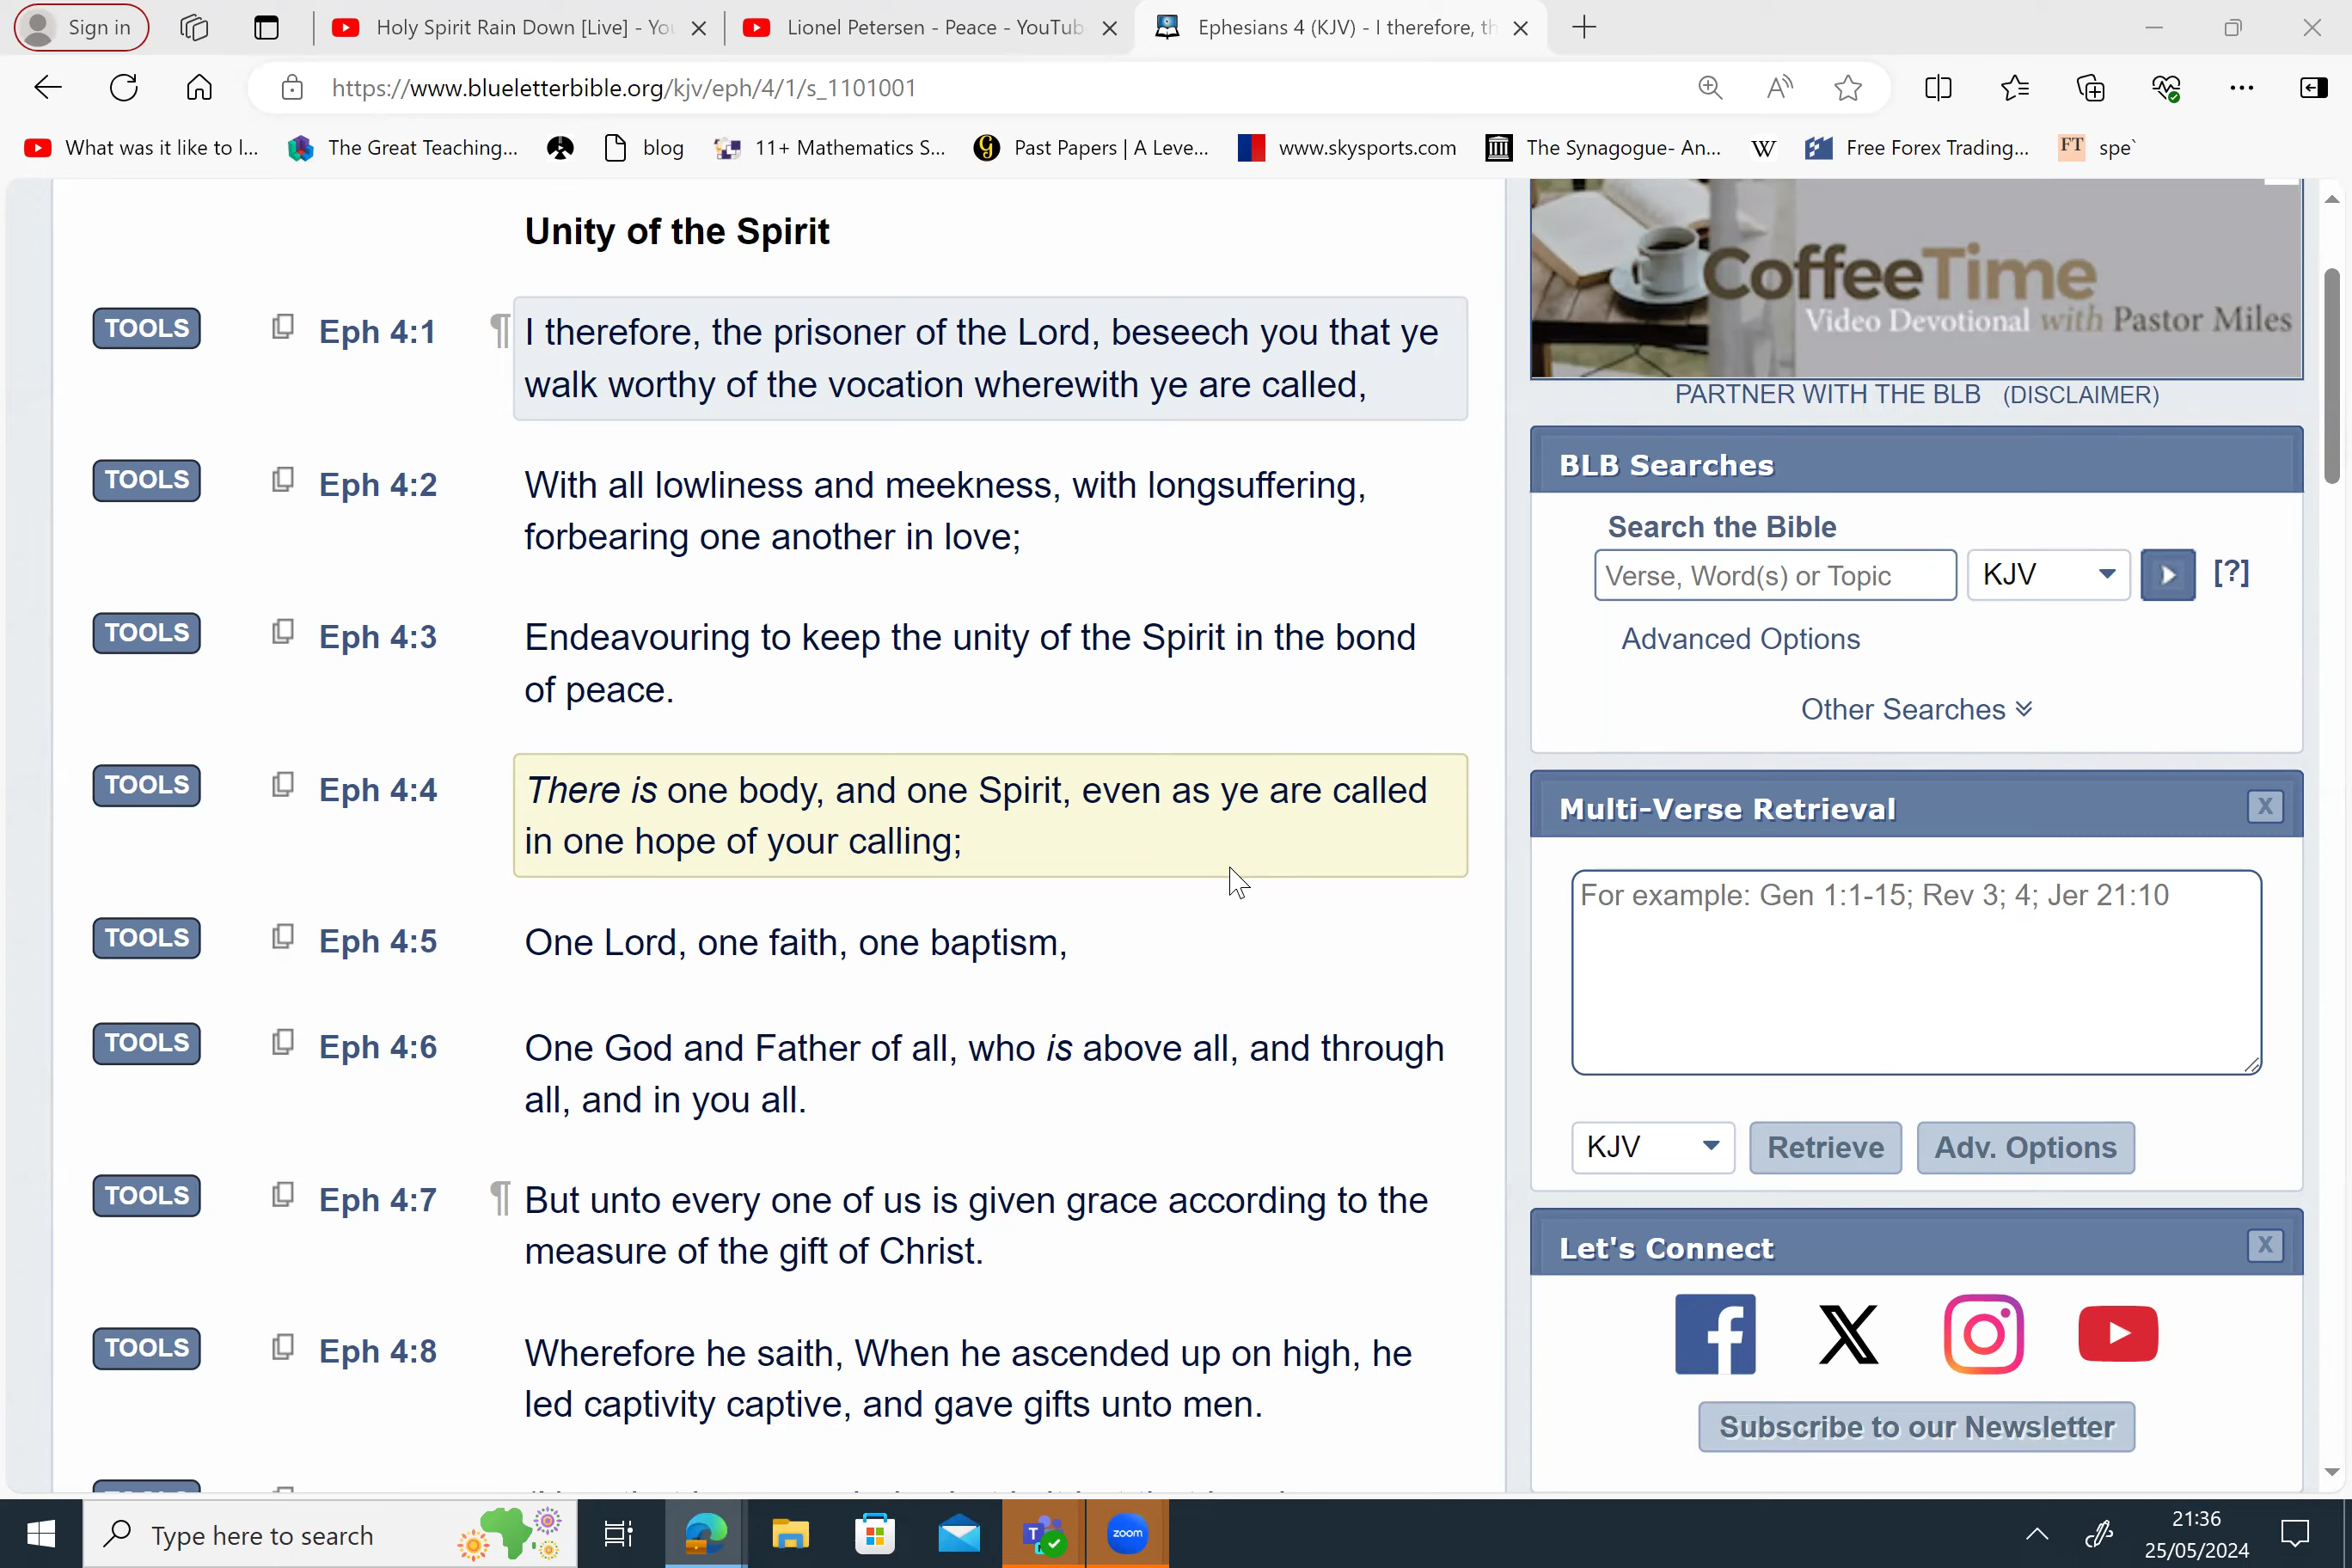 Sign in
Holy Spirit Rain Down [Live] - You
Lionel Petersen - Peace - YouTub
Ephesians 4 (KJV) - I therefore, th
https://www.blueletterbible.org/kjv/eph/4/1/s_1101001
What was it like to l...
The Great Teaching...
blog
11+ Mathematics S...
Past Papers | A Leve...
www.skysports.com
The Synagogue- An...
W
Free Forex Trading...
FT spe`
Unity of the Spirit
TOOLS Eph 4:1 ¶ I therefore, the prisoner of the Lord, beseech you that ye
walk worthy of the vocation wherewith ye are called,
TOOLS Eph 4:2 With all lowliness and meekness, with longsuffering,
forbearing one another in love;
TOOLS Eph 4:3 Endeavouring to keep the unity of the Spirit in the bond
of peace.
TOOLS Eph 4:4 There is one body, and one Spirit, even as ye are called
in one hope of your calling;
TOOLS Eph 4:5 One Lord, one faith, one baptism,
TOOLS Eph 4:6 One God and Father of all, who is above all, and through
all, and in you all.
TOOLS Eph 4:7 ¶ But unto every one of us is given grace according to the
measure of the gift of Christ.
TOOLS Eph 4:8 Wherefore he saith, When he ascended up on high, he
led captivity captive, and gave gifts unto men.
CoffeeTime
Video Devotional with Pastor Miles
PARTNER WITH THE BLB (DISCLAIMER)
BLB Searches
Search the Bible
Verse, Word(s) or Topic KJV [?]
Advanced Options
Other Searches
Multi-Verse Retrieval X
For example: Gen 1:1-15; Rev 3; 4; Jer 21:10
KJV Retrieve Adv. Options
Let's Connect X
Subscribe to our Newsletter
Type here to search
zoom
21:36
25/05/2024